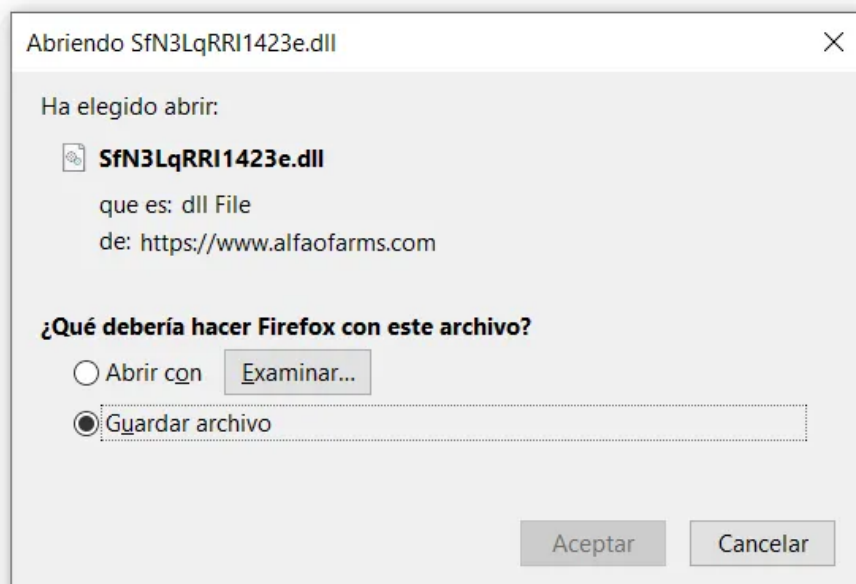 Abriendo SfN3LqRRI1423e.dll
Ha elegido abrir:
SfN3LqRRI1423e.dll
que es: dll File
de: https://www.alfaofarms.com
¿Qué debería hacer Firefox con este archivo?
Abrir con Examinar...
Guardar archivo
Aceptar Cancelar